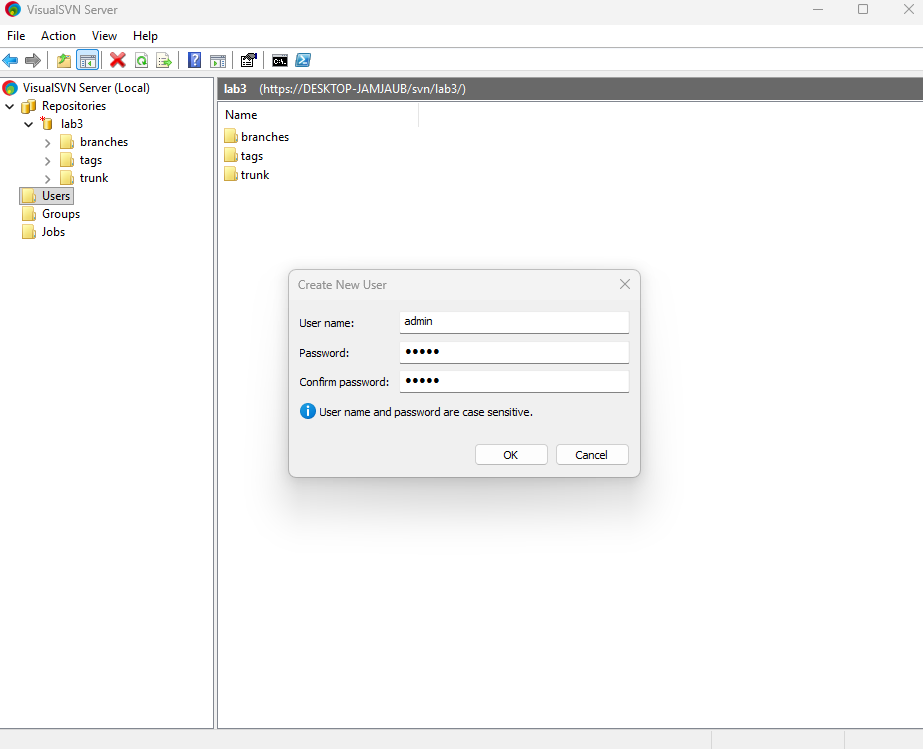 VisualSVN Server
File Action View Help
VisualSVN Server (Local)
Repositories
lab3
branches
tags
trunk
Users
Groups
Jobs
lab3 (https://DESKTOP-JAMJAUB/svn/lab3/)
Name
branches
tags
trunk
Create New User
User name: admin
Password: •••••
Confirm password: •••••
User name and password are case sensitive.
OK Cancel